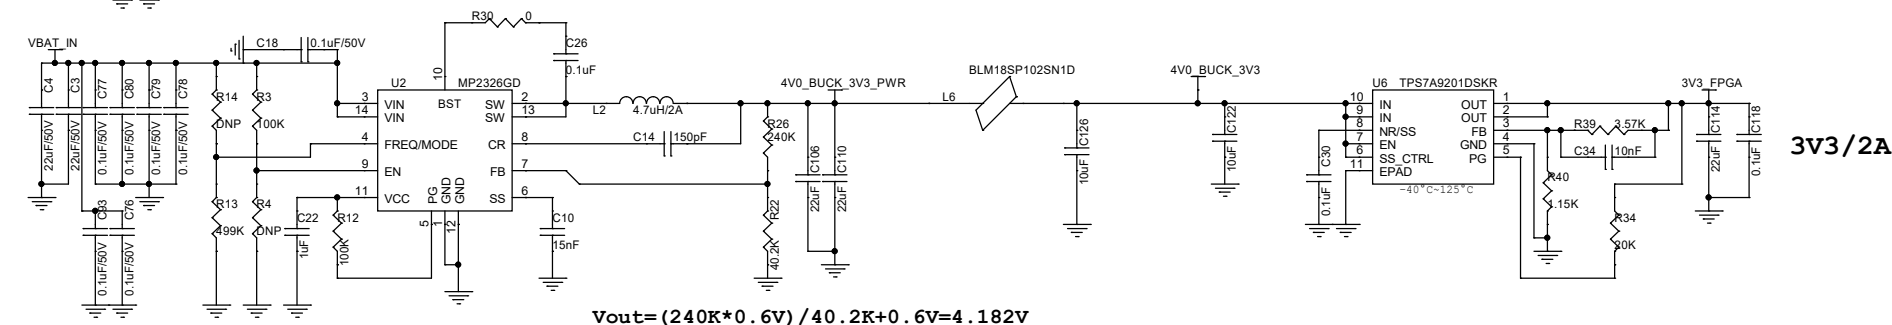 R30 0
VBAT_IN
C18 0.1uF/50V
C26
0.1uF
C4
22uF/50V
C3
22uF/50V
C77
0.1uF/50V
C80
0.1uF/50V
C79
0.1uF/50V
C78
0.1uF/50V
C93
0.1uF/50V
C76
0.1uF/50V
R14
DNP
R3
100K
R13
499K
R4
DNP
C22
1uF
R12
100K
U2 MP2326GD
10
BST
3 VIN
14 VIN
4 FREQ/MODE
9 EN
11 VCC
SW 2
SW 13
CR 8
FB 7
SS 6
PG 5
GND 1
GND 12
L2 4.7uH/2A
C14 150pF
C10
15nF
R26
240K
R22
40.2K
4V0_BUCK_3V3_PWR
C106
22uF
C110
22uF
L6
BLM18SP102SN1D
C126
10uF
4V0_BUCK_3V3
C122
10uF
C30
0.1uF
U6 TPS7A9201DSKR
10 IN
9 IN
8 NR/SS
7 EN
6 SS_CTRL
11 EPAD
OUT 1
OUT 2
FB 3
GND 4
PG 5
-40°C~125°C
R39 3.57K
C34 10nF
R40
1.15K
R34
20K
3V3_FPGA
C114
22uF
C118
0.1uF
3V3/2A
Vout=(240K*0.6V)/40.2K+0.6V=4.182V